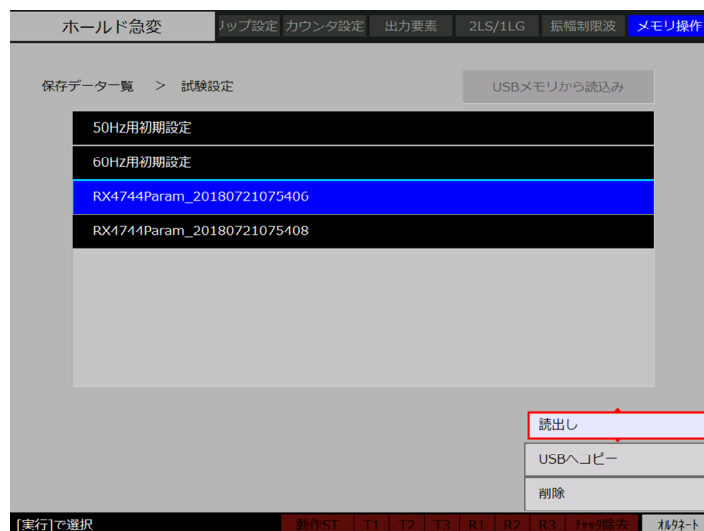 ホールド急変 リップ設定 カウンタ設定 出力要素 2LS/1LG 振幅制限波 メモリ操作
保存データ一覧 > 試験設定 USBメモリから読込み
50Hz用初期設定
60Hz用初期設定
RX4744Param_20180721075406
RX4744Param_20180721075408
読出し
USBへコピー
削除
[実行]で選択 動作ST T1 T2 T3 R1 R2 R3 ﾁｬﾀﾘ除去 ｵﾙﾀﾈｰﾄ